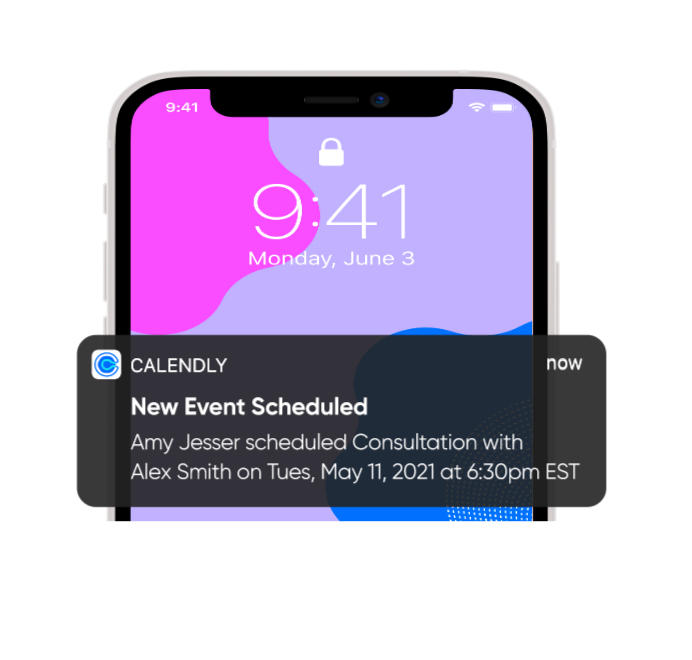 9:41
9:41
Monday, June 3
CALENDLY now
New Event Scheduled
Amy Jesser scheduled Consultation with
Alex Smith on Tues, May 11, 2021 at 6:30pm EST